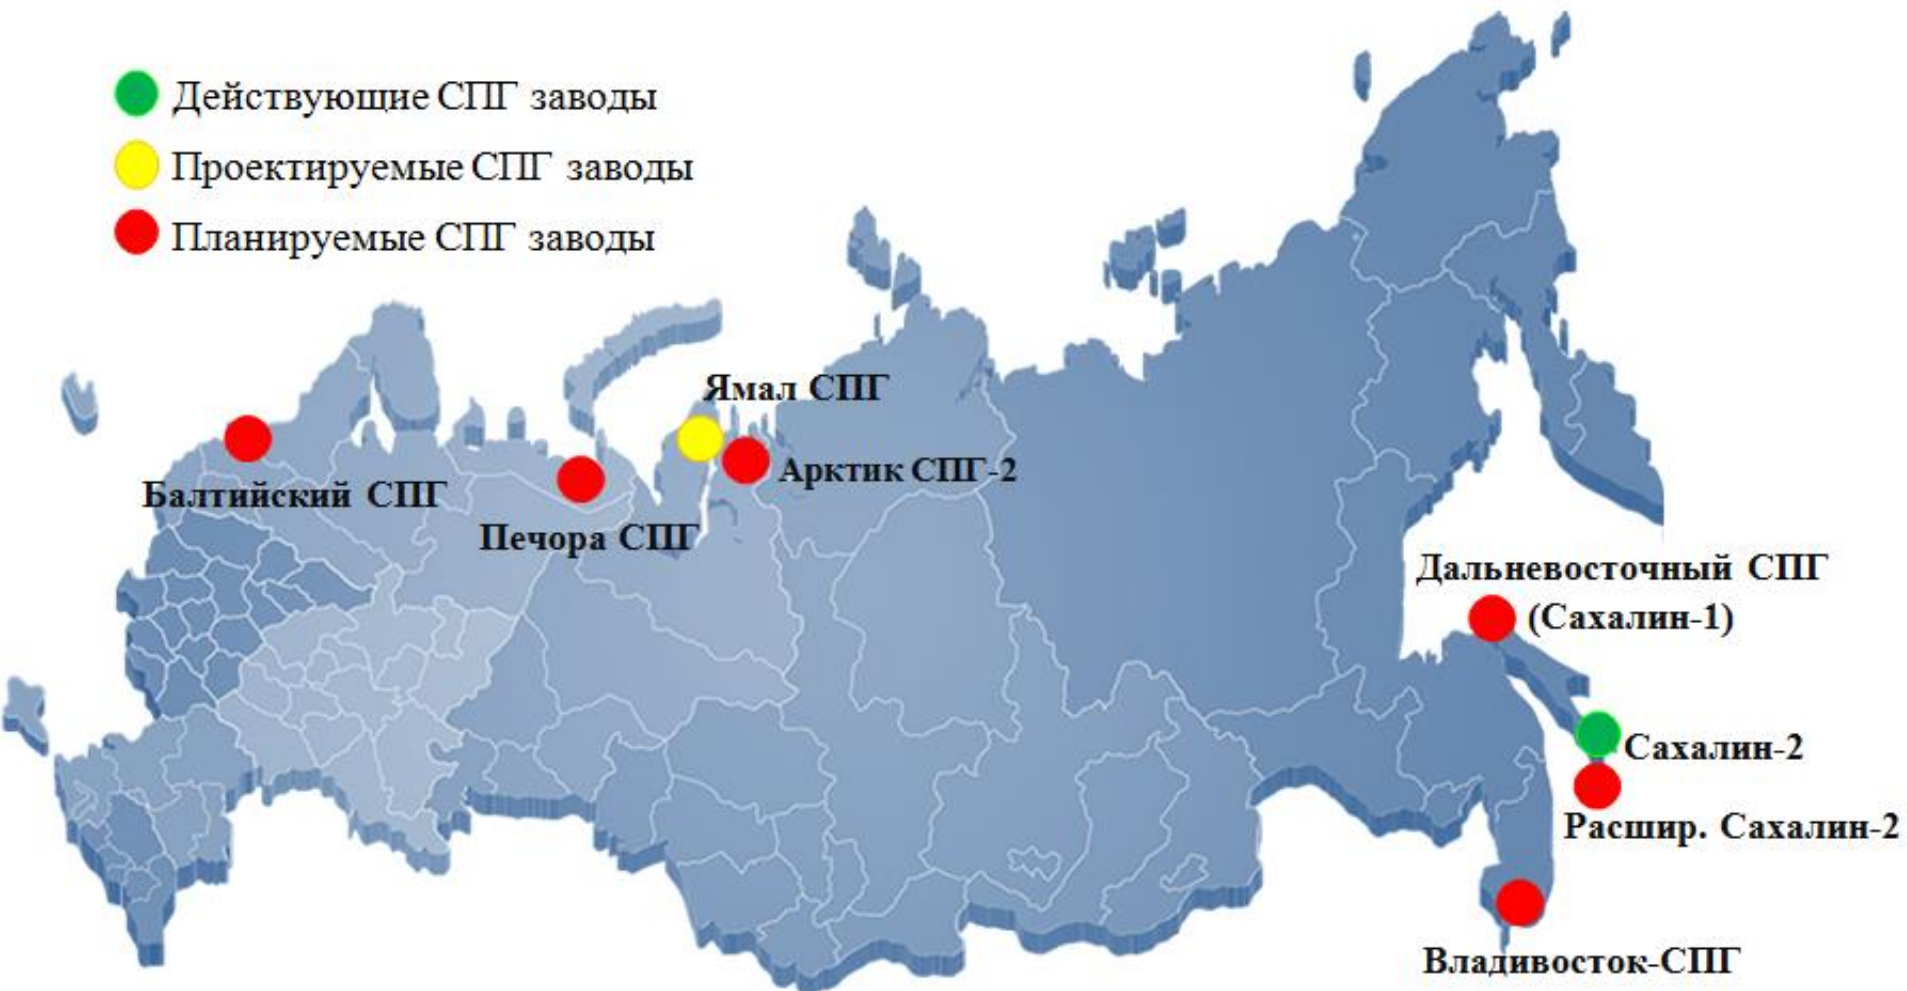 Действующие СПГ заводы
Проектируемые СПГ заводы
Планируемые СПГ заводы
Ямал СПГ
Арктик СПГ-2
Балтийский СПГ
Печора СПГ
Дальневосточный СПГ
(Сахалин-1)
Сахалин-2
Расшир. Сахалин-2
Владивосток-СПГ